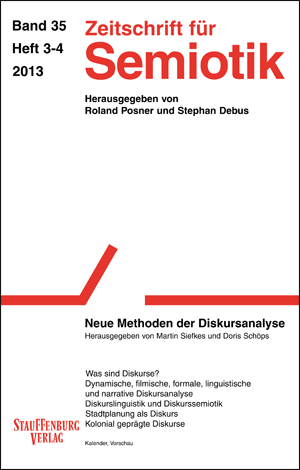 Band 35
Heft 3-4
2013
Zeitschrift für
Semiotik
Herausgegeben von
Roland Posner und Stephan Debus
Neue Methoden der Diskursanalyse
Herausgegeben von Martin Siefkes und Doris Schöps
Was sind Diskurse?
Dynamische, filmische, formale, linguistische
und narrative Diskursanalyse
Diskurslinguistik und Diskurssemiotik
Stadtplanung als Diskurs
Kolonial geprägte Diskurse
Kalender, Vorschau
STAUFFENBURG
VERLAG